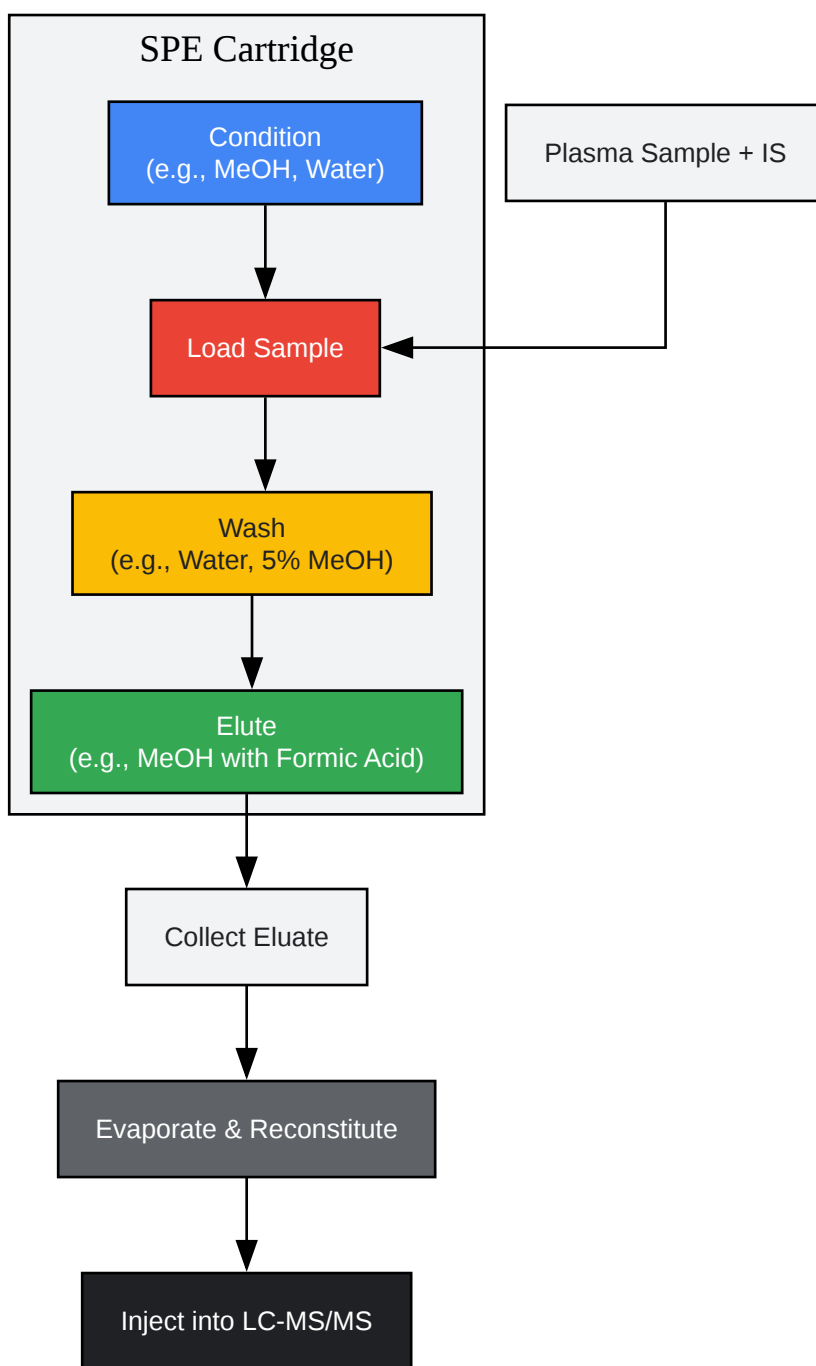 SPE Cartridge
Condition
(e.g., MeOH, Water)
Plasma Sample + IS
Load Sample
Wash
(e.g., Water, 5% MeOH)
Elute
(e.g., MeOH with Formic Acid)
Collect Eluate
Evaporate & Reconstitute
Inject into LC-MS/MS